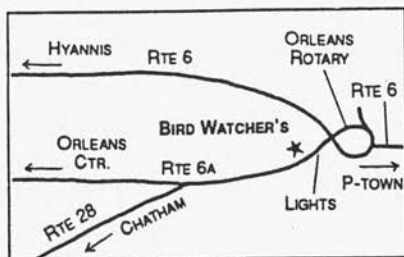 HYANNIS
RTE 6
ORLEANS
ROTARY
RTE 6
BIRD WATCHER'S
ORLEANS
CTR.
RTE 6A
P-TOWN
LIGHTS
RTE 28
CHATHAM